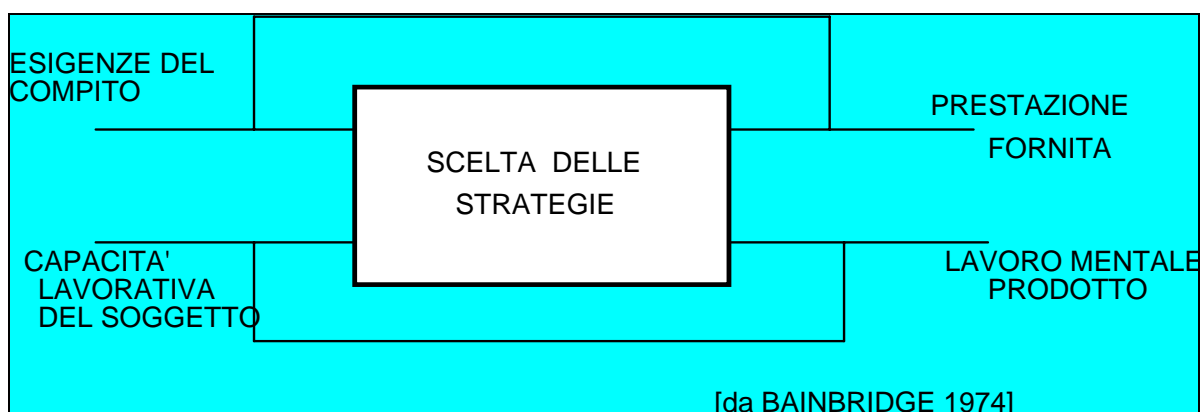 ESIGENZE DEL
COMPITO
PRESTAZIONE
FORNITA
SCELTA DELLE
STRATEGIE
CAPACITA'
LAVORATIVA
DEL SOGGETTO
LAVORO MENTALE
PRODOTTO
[da BAINBRIDGE 1974]